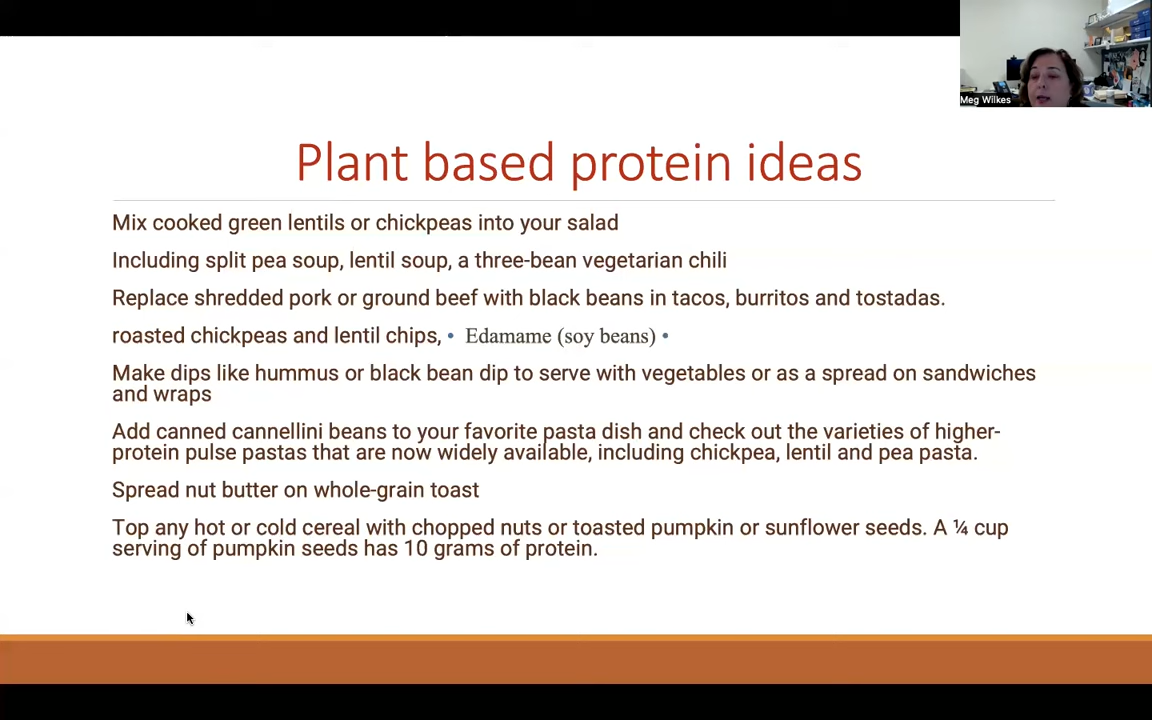 Meg Wilkes
Plant based protein ideas
Mix cooked green lentils or chickpeas into your salad
Including split pea soup, lentil soup, a three-bean vegetarian chili
Replace shredded pork or ground beef with black beans in tacos, burritos and tostadas.
roasted chickpeas and lentil chips, • Edamame (soy beans) •
Make dips like hummus or black bean dip to serve with vegetables or as a spread on sandwiches
and wraps
Add canned cannellini beans to your favorite pasta dish and check out the varieties of higher-
protein pulse pastas that are now widely available, including chickpea, lentil and pea pasta.
Spread nut butter on whole-grain toast
Top any hot or cold cereal with chopped nuts or toasted pumpkin or sunflower seeds. A ¼ cup
serving of pumpkin seeds has 10 grams of protein.